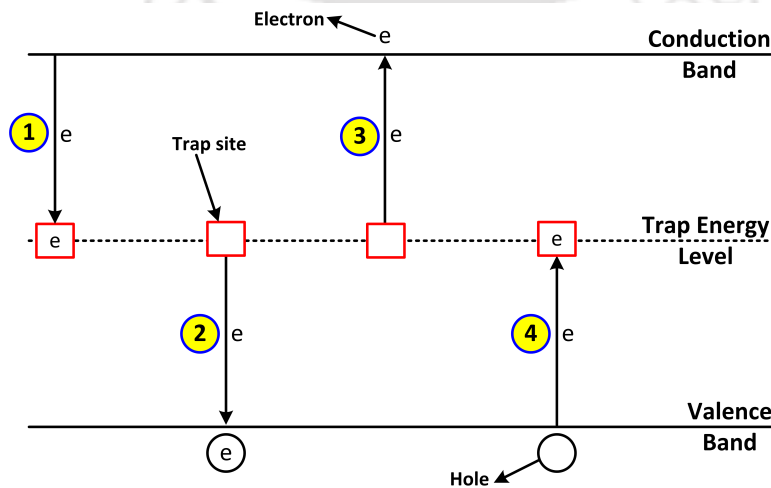 Electron
e
Conduction
Band
1
e
3
e
Trap site
e
e
Trap Energy
Level
2
e
4
e
Valence
Band
e
Hole